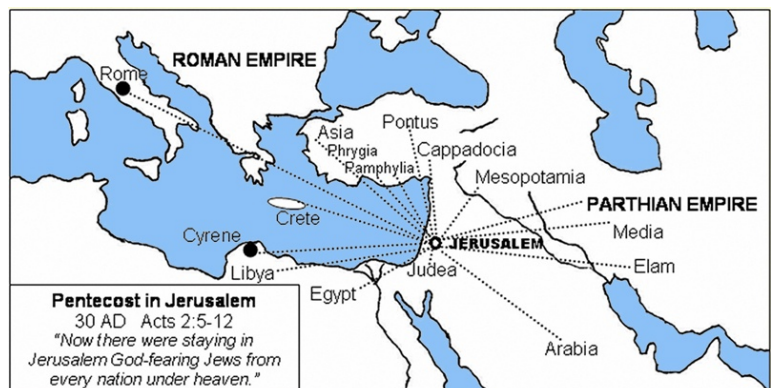 ROMAN EMPIRE
Rome
Asia
Pontus
Phrygia
Cappadocia
Pamphylia
Mesopotamia
PARTHIAN EMPIRE
Crete
Media
Cyrene
JERUSALEM
Libya
Judea
Elam
Egypt
Arabia
Pentecost in Jerusalem
30 AD Acts 2:5-12
"Now there were staying in
Jerusalem God-fearing Jews from
every nation under heaven."